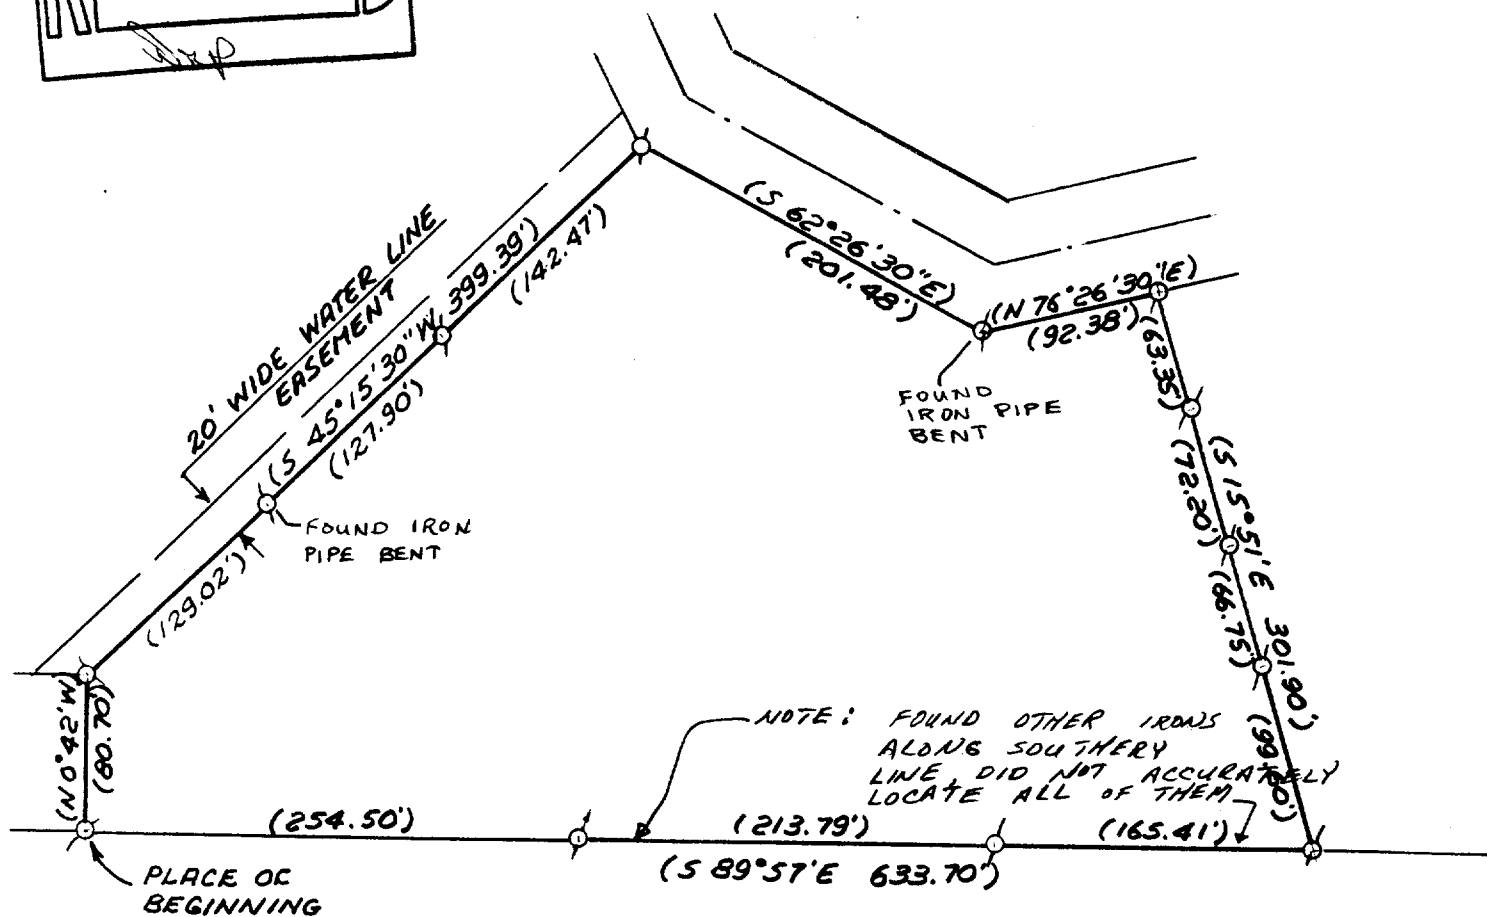 20' WIDE WATER LINE
EASEMENT
(S 45°15'30"W 399.39')
(142.47')
(127.90')
(129.02')
FOUND IRON
PIPE BENT
(S 62°26'30"E)
(201.48')
(N 76°26'30"E)
(92.38')
FOUND
IRON PIPE
BENT
(63.35')
(72.20')
(S 15°51'E 301.90')
(66.75')
(99.60')
(N 0°42'W)
(80.70')
NOTE: FOUND OTHER IRONS
ALONG SOUTHERY
LINE, DID NOT ACCURATELY
LOCATE ALL OF THEM
(254.50')
(213.79')
(165.41')
(S 89°57'E 633.70')
PLACE OF
BEGINNING